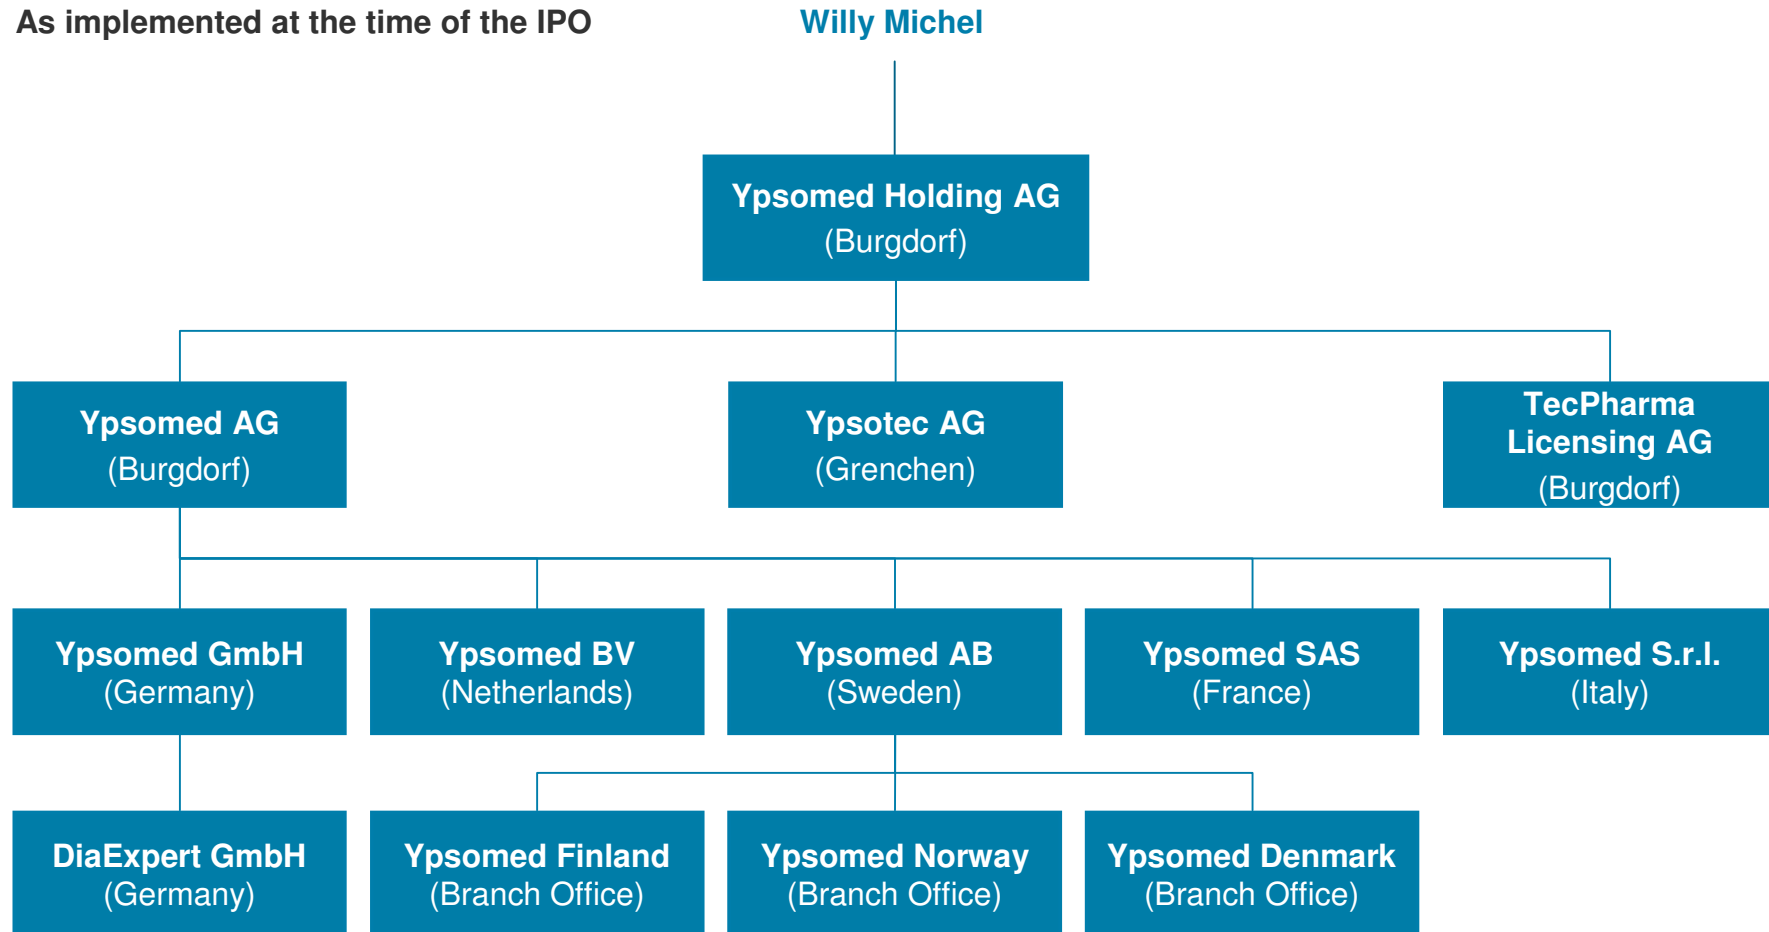 As implemented at the time of the IPO
Willy Michel
Ypsomed Holding AG
(Burgdorf)
Ypsomed AG
(Burgdorf)
Ypsotec AG
(Grenchen)
TecPharma
Licensing AG
(Burgdorf)
Ypsomed GmbH
(Germany)
Ypsomed BV
(Netherlands)
Ypsomed AB
(Sweden)
Ypsomed SAS
(France)
Ypsomed S.r.l.
(Italy)
DiaExpert GmbH
(Germany)
Ypsomed Finland
(Branch Office)
Ypsomed Norway
(Branch Office)
Ypsomed Denmark
(Branch Office)